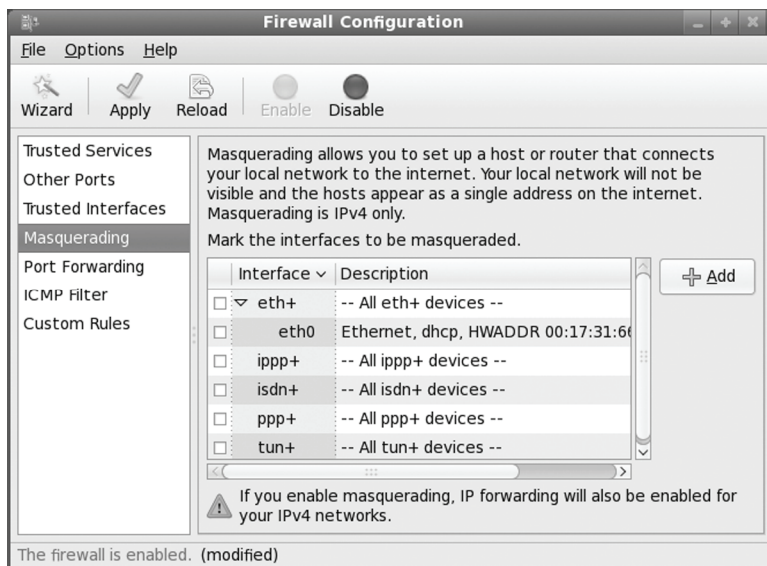 Firewall Configuration
File Options Help
Wizard Apply Reload Enable Disable
Trusted Services
Other Ports
Trusted Interfaces
Masquerading
Port Forwarding
ICMP Filter
Custom Rules
Masquerading allows you to set up a host or router that connects
your local network to the internet. Your local network will not be
visible and the hosts appear as a single address on the internet.
Masquerading is IPv4 only.
Mark the interfaces to be masqueraded.
Interface Description
eth+ -- All eth+ devices --
eth0 Ethernet, dhcp, HWADDR 00:17:31:66
ippp+ -- All ippp+ devices --
isdn+ -- All isdn+ devices --
ppp+ -- All ppp+ devices --
tun+ -- All tun+ devices --
Add
If you enable masquerading, IP forwarding will also be enabled for
your IPv4 networks.
The firewall is enabled. (modified)